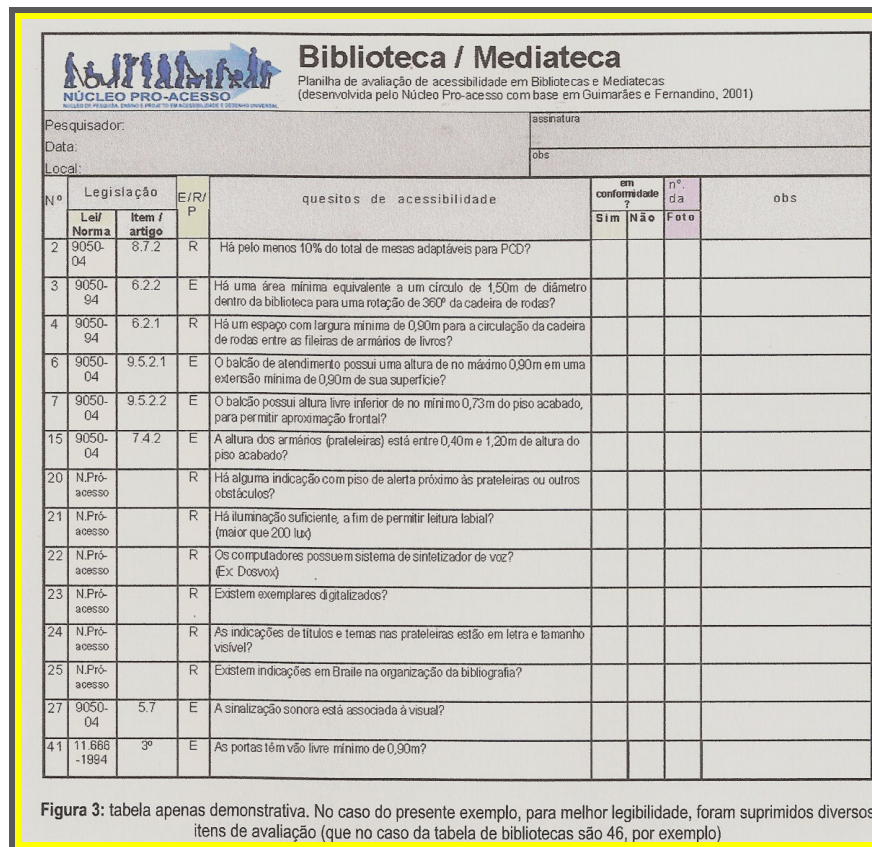 Biblioteca / Mediateca
Planilha de avaliação de acessibilidade em Bibliotecas e Mediatecas
(desenvolvida pelo Núcleo Pro-acesso com base em Guimarães e Fernandino, 2001)
NÚCLEO PRO-ACESSO
NÚCLEO DE PESQUISA, ENSINO E PROJETO EM ACESSIBILIDADE E DESENHO UNIVERSAL
Pesquisador:
assinatura
Data:
obs
Local:
Nº Legislação E/R/P quesitos de acessibilidade em conformidade ? nº. da Foto obs
Lei/ Norma Item / artigo Sim Não
2 9050-04 8.7.2 R Há pelo menos 10% do total de mesas adaptáveis para PCD?
3 9050-94 6.2.2 E Há uma área mínima equivalente a um círculo de 1,50m de diâmetro
dentro da biblioteca para uma rotação de 360º da cadeira de rodas?
4 9050-94 6.2.1 R Há um espaço com largura mínima de 0,90m para a circulação da cadeira
de rodas entre as fileiras de armários de livros?
6 9050-04 9.5.2.1 E O balcão de atendimento possui uma altura de no máximo 0,90m em uma
extensão mínima de 0,90m de sua superfície?
7 9050-04 9.5.2.2 E O balcão possui altura livre inferior de no mínimo 0,73m do piso acabado,
para permitir aproximação frontal?
15 9050-04 7.4.2 E A altura dos armários (prateleiras) está entre 0,40m e 1,20m de altura do
piso acabado?
20 N.Pró-acesso R Há alguma indicação com piso de alerta próximo às prateleiras ou outros
obstáculos?
21 N.Pró-acesso R Há iluminação suficiente, a fim de permitir leitura labial?
(maior que 200 lux)
22 N.Pró-acesso R Os computadores possuem sistema de sintetizador de voz?
(Ex: Dosvox)
23 N.Pró-acesso R Existem exemplares digitalizados?
24 N.Pró-acesso R As indicações de títulos e temas nas prateleiras estão em letra e tamanho
visível?
25 N.Pró-acesso R Existem indicações em Braile na organização da bibliografia?
27 9050-04 5.7 E A sinalização sonora está associada à visual?
41 11.666-1994 3º E As portas têm vão livre mínimo de 0,90m?
Figura 3: tabela apenas demonstrativa. No caso do presente exemplo, para melhor legibilidade, foram suprimidos diversos
itens de avaliação (que no caso da tabela de bibliotecas são 46, por exemplo)